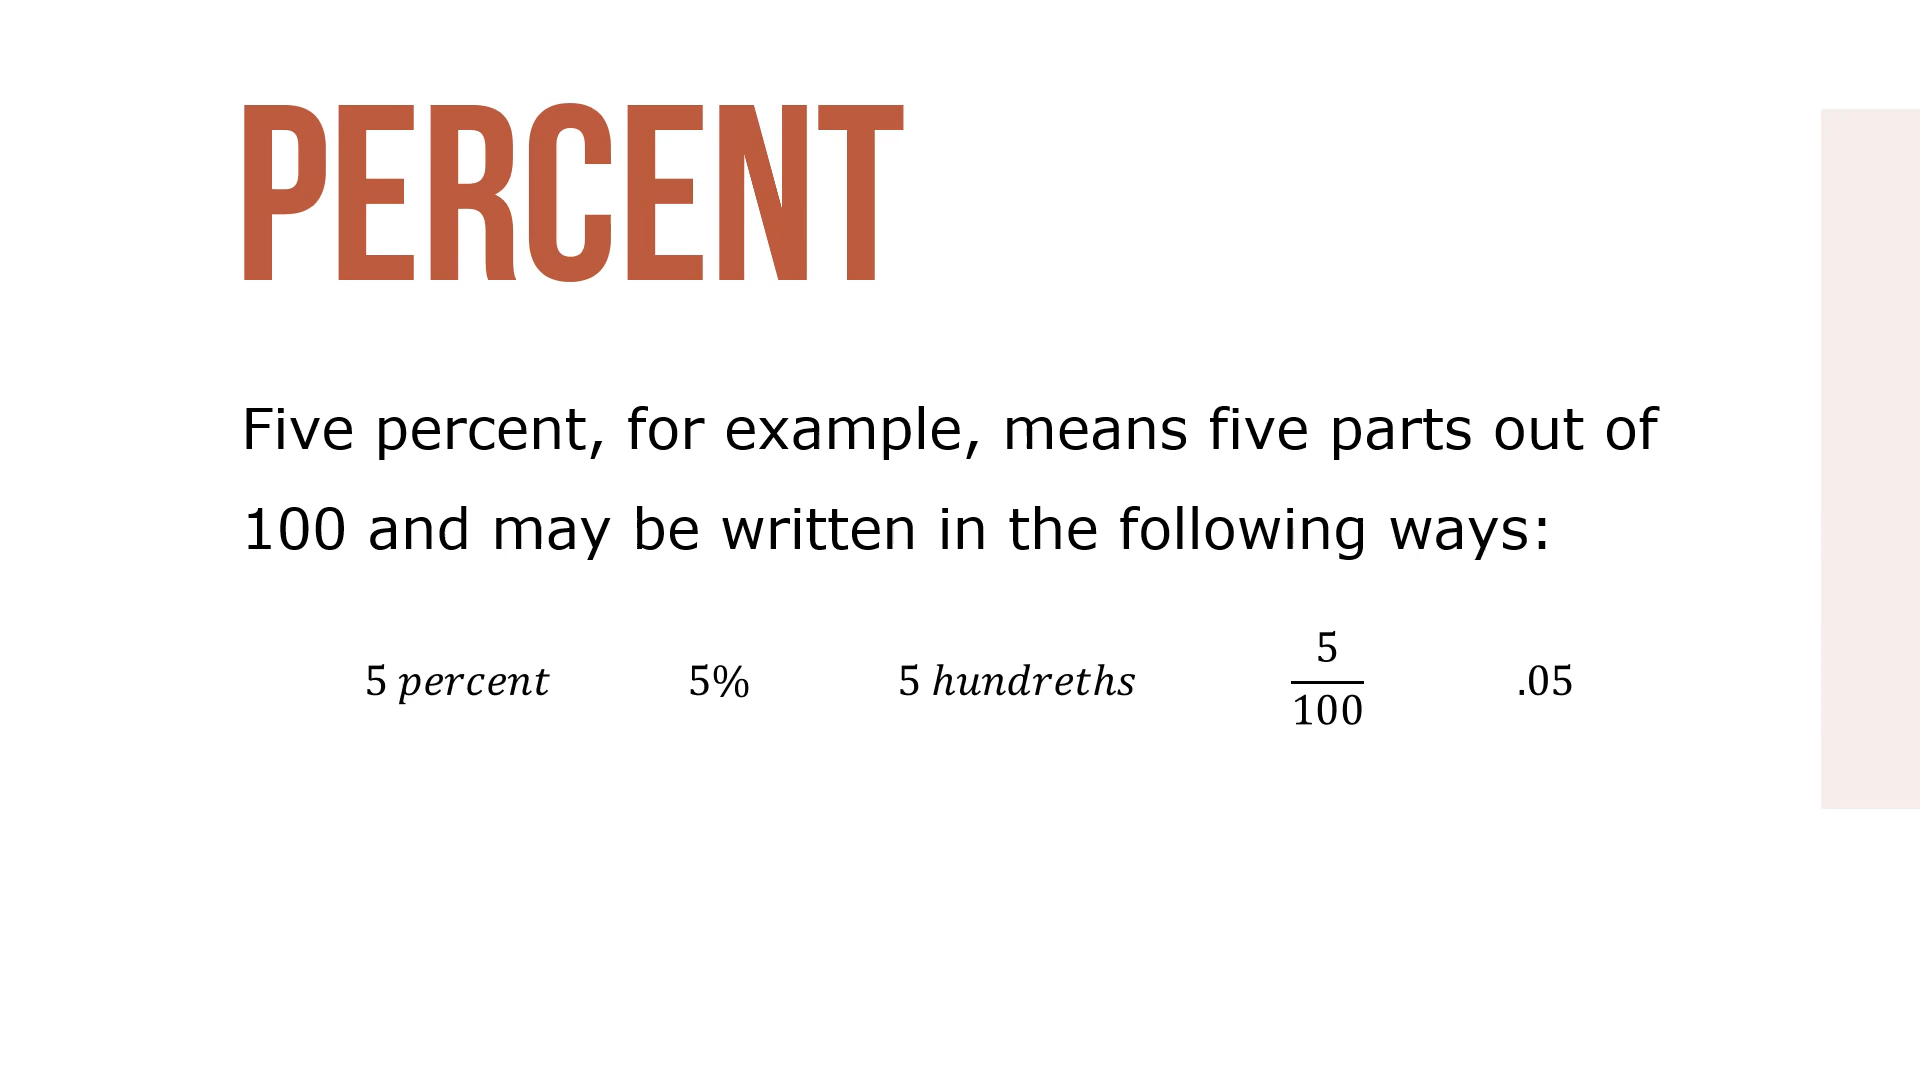 PERCENT
Five percent, for example, means five parts out of
100 and may be written in the following ways:
5 percent 5% 5 hundreths 5/100 .05